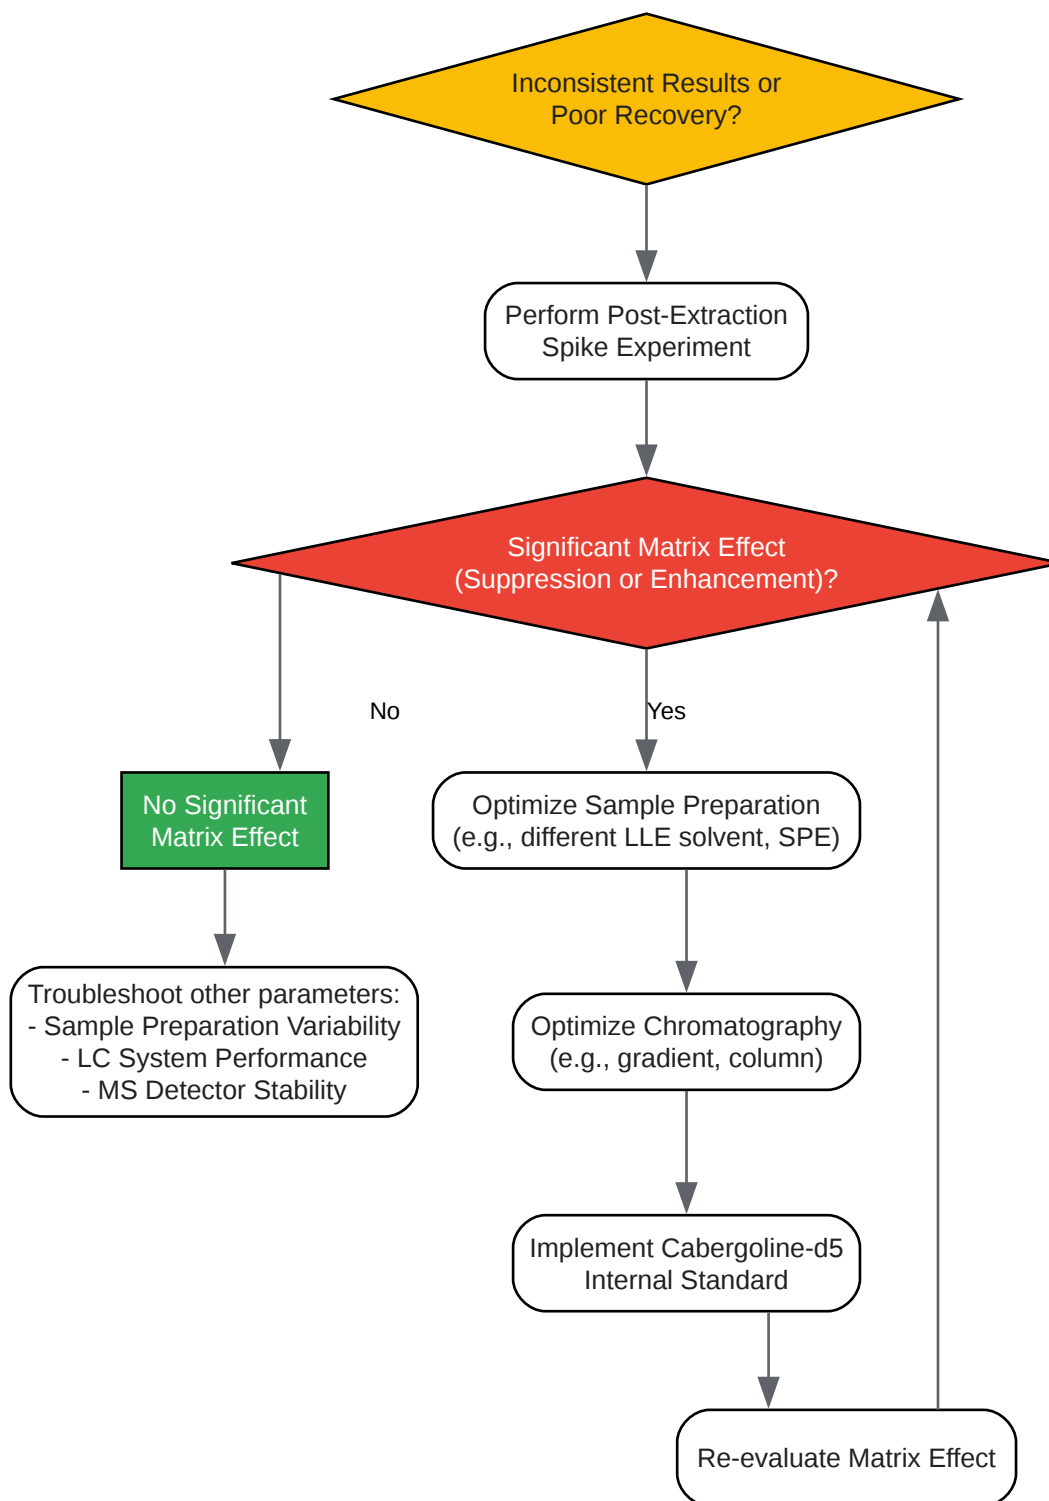 Inconsistent Results or
Poor Recovery?
Perform Post-Extraction
Spike Experiment
Significant Matrix Effect
(Suppression or Enhancement)?
No
Yes
No Significant
Matrix Effect
Optimize Sample Preparation
(e.g., different LLE solvent, SPE)
Troubleshoot other parameters:
- Sample Preparation Variability
- LC System Performance
- MS Detector Stability
Optimize Chromatography
(e.g., gradient, column)
Implement Cabergoline-d5
Internal Standard
Re-evaluate Matrix Effect